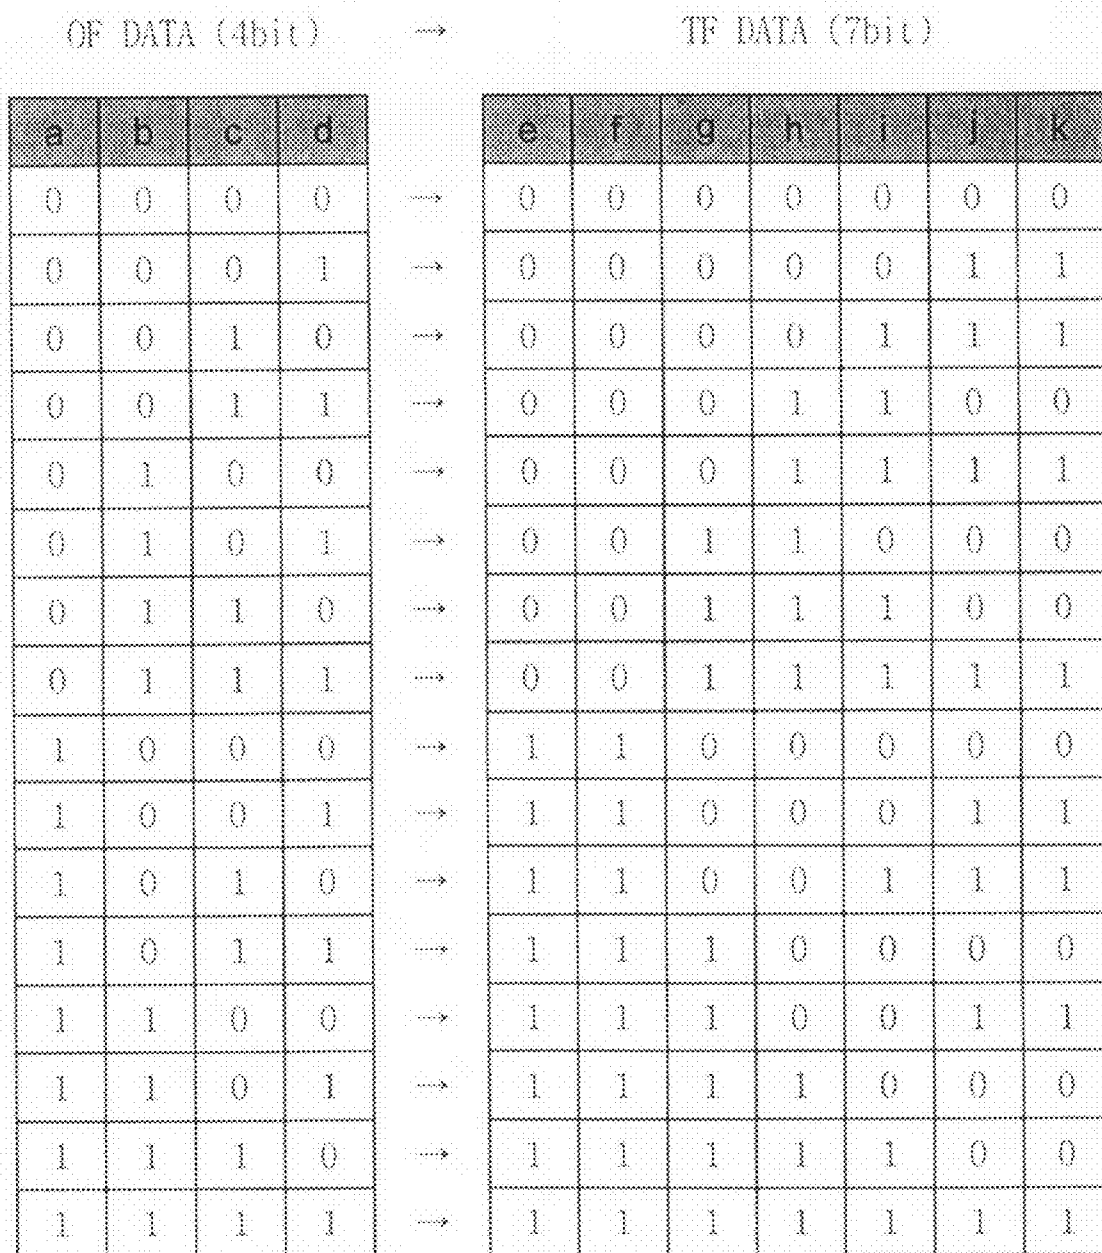 OF DATA (4bit) → TF DATA (7bit)
a b c d e f g h i j k
0 0 0 0 → 0 0 0 0 0 0 0
0 0 0 1 → 0 0 0 0 0 1 1
0 0 1 0 → 0 0 0 0 1 1 1
0 0 1 1 → 0 0 0 1 1 0 0
0 1 0 0 → 0 0 0 1 1 1 1
0 1 0 1 → 0 0 1 1 0 0 0
0 1 1 0 → 0 0 1 1 1 0 0
0 1 1 1 → 0 0 1 1 1 1 1
1 0 0 0 → 1 1 0 0 0 0 0
1 0 0 1 → 1 1 0 0 0 1 1
1 0 1 0 → 1 1 0 0 1 1 1
1 0 1 1 → 1 1 1 0 0 0 0
1 1 0 0 → 1 1 1 0 0 1 1
1 1 0 1 → 1 1 1 1 0 0 0
1 1 1 0 → 1 1 1 1 1 0 0
1 1 1 1 → 1 1 1 1 1 1 1